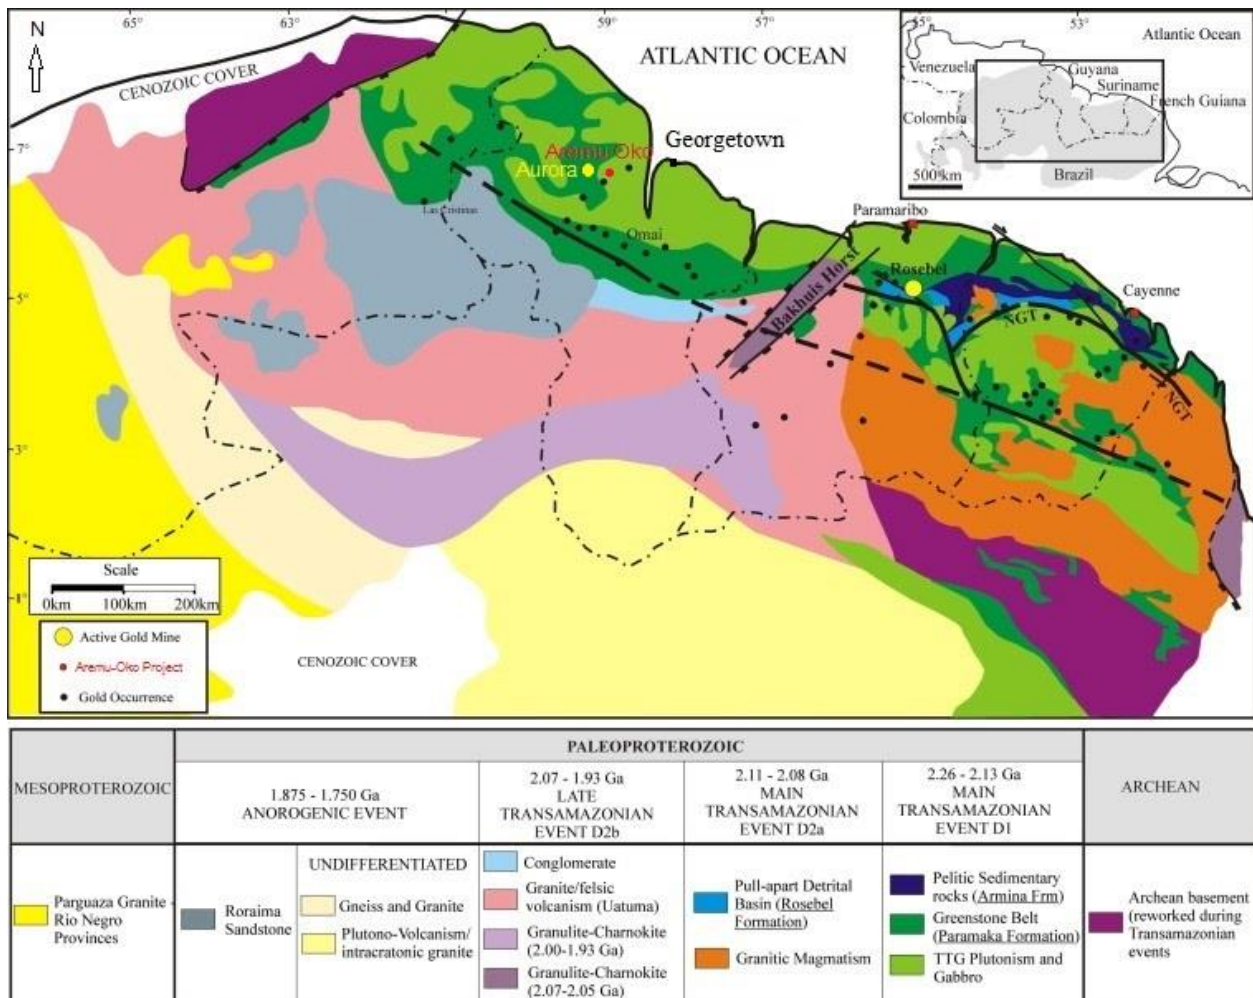 65°
63°
59°
57°
55°
53°
N
ATLANTIC OCEAN
CENOZOIC COVER
Atlantic Ocean
Venezuela
Guyana
Suriname
French Guiana
Colombia
Brazil
500 km
7°
5°
3°
1°
Georgetown
Aremu-Oko
Aurora
Las Cristinas
Omai
Paramaribo
Bakhuis Horst
Rosebel
Cayenne
NGT
NGT
Scale
0km 100km 200km
Active Gold Mine
Aremu-Oko Project
Gold Occurrence
CENOZOIC COVER
MESOPROTEROZOIC
PALEOPROTEROZOIC
ARCHEAN
1.875 - 1.750 Ga
ANOROGENIC EVENT
2.07 - 1.93 Ga
LATE
TRANSAMAZONIAN
EVENT D2b
2.11 - 2.08 Ga
MAIN
TRANSAMAZONIAN
EVENT D2a
2.26 - 2.13 Ga
MAIN
TRANSAMAZONIAN
EVENT D1
Parguaza Granite -
Rio Negro
Provinces
Roraima
Sandstone
UNDIFFERENTIATED
Gneiss and Granite
Plutono-Volcanism/
intracratonic granite
Conglomerate
Granite/felsic
volcanism (Uatuma)
Granulite-Charnokite
(2.00-1.93 Ga)
Granulite-Charnokite
(2.07-2.05 Ga)
Pull-apart Detrital
Basin (Rosebel
Formation)
Granitic Magmatism
Pelitic Sedimentary
rocks (Armina Frm)
Greenstone Belt
(Paramaka Formation)
TTG Plutonism and
Gabbro
Archean basement
(reworked during
Transamazonian
events